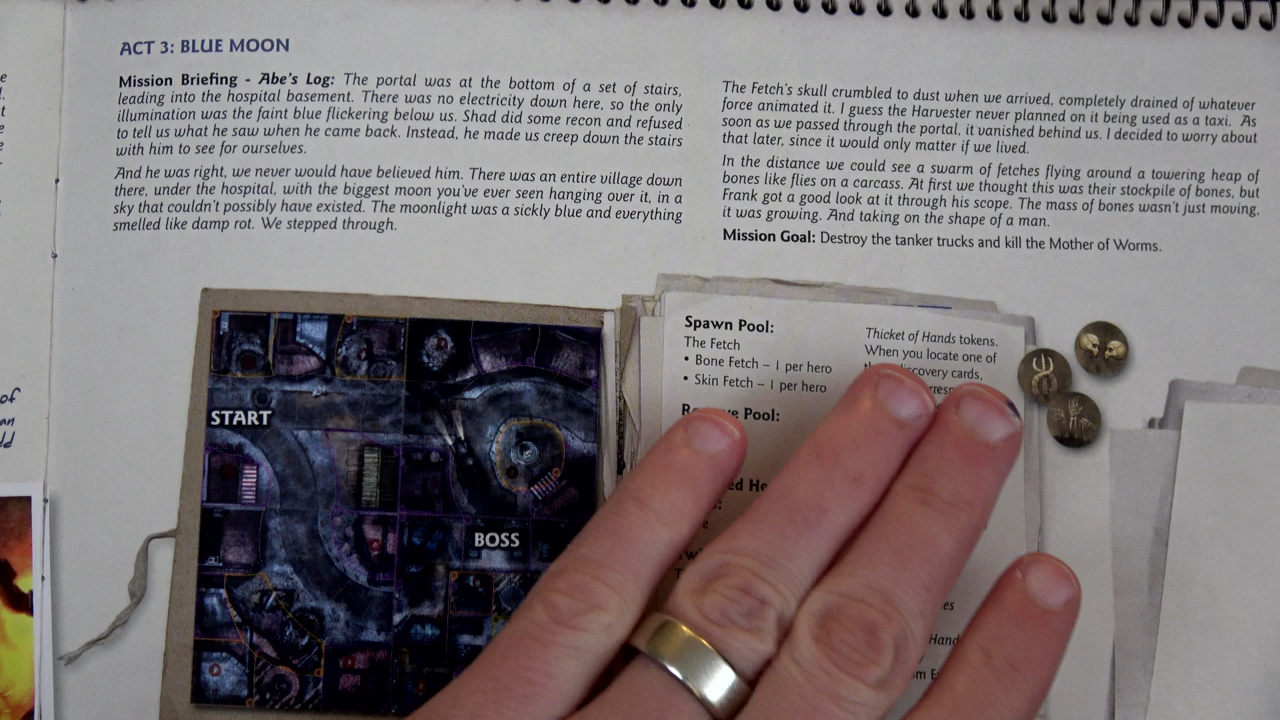 ACT 3: BLUE MOON
Mission Briefing - Abe's Log: The portal was at the bottom of a set of stairs,
leading into the hospital basement. There was no electricity down here, so the only
illumination was the faint blue flickering below us. Shad did some recon and refused
to tell us what he saw when he came back. Instead, he made us creep down the stairs
with him to see for ourselves.
And he was right, we never would have believed him. There was an entire village down
there, under the hospital, with the biggest moon you've ever seen hanging over it, in a
sky that couldn't possibly have existed. The moonlight was a sickly blue and everything
smelled like damp rot. We stepped through.
The Fetch's skull crumbled to dust when we arrived, completely drained of whatever
force animated it. I guess the Harvester never planned on it being used as a taxi. As
soon as we passed through the portal, it vanished behind us. I decided to worry about
that later, since it would only matter if we lived.
In the distance we could see a swarm of fetches flying around a towering heap of
bones like flies on a carcass. At first we thought this was their stockpile of bones, but
Frank got a good look at it through his scope. The mass of bones wasn't just moving,
it was growing. And taking on the shape of a man.
Mission Goal: Destroy the tanker trucks and kill the Mother of Worms.
START
BOSS
Spawn Pool:
The Fetch
• Bone Fetch – 1 per hero
• Skin Fetch – 1 per hero
Pool:
Thicket of Hands tokens.
When you locate one of
covery cards,
of